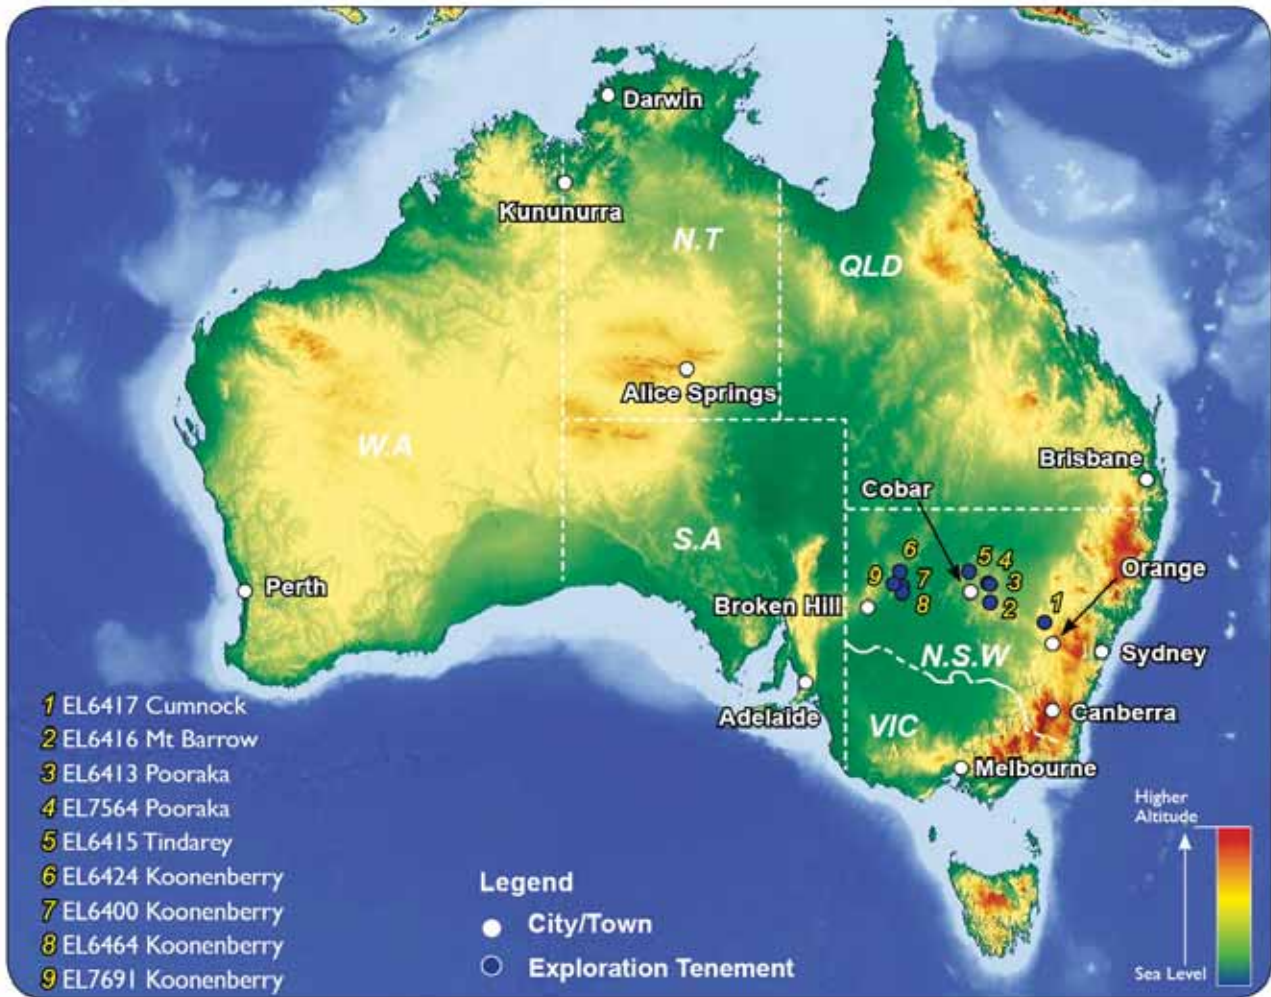 Darwin
Kununurra
N.T
QLD
Alice Springs
W.A
Brisbane
Cobar
S.A
6
5
4
Orange
Perth
9
7
3
Broken Hill
8
2
1
N.S.W
Sydney
Adelaide
VIC
Canberra
Melbourne
1 EL6417 Cumnock
2 EL6416 Mt Barrow
3 EL6413 Pooraka
4 EL7564 Pooraka
5 EL6415 Tindarey
6 EL6424 Koonenberry
7 EL6400 Koonenberry
8 EL6464 Koonenberry
9 EL7691 Koonenberry
Legend
City/Town
Exploration Tenement
Higher
Altitude
Sea Level